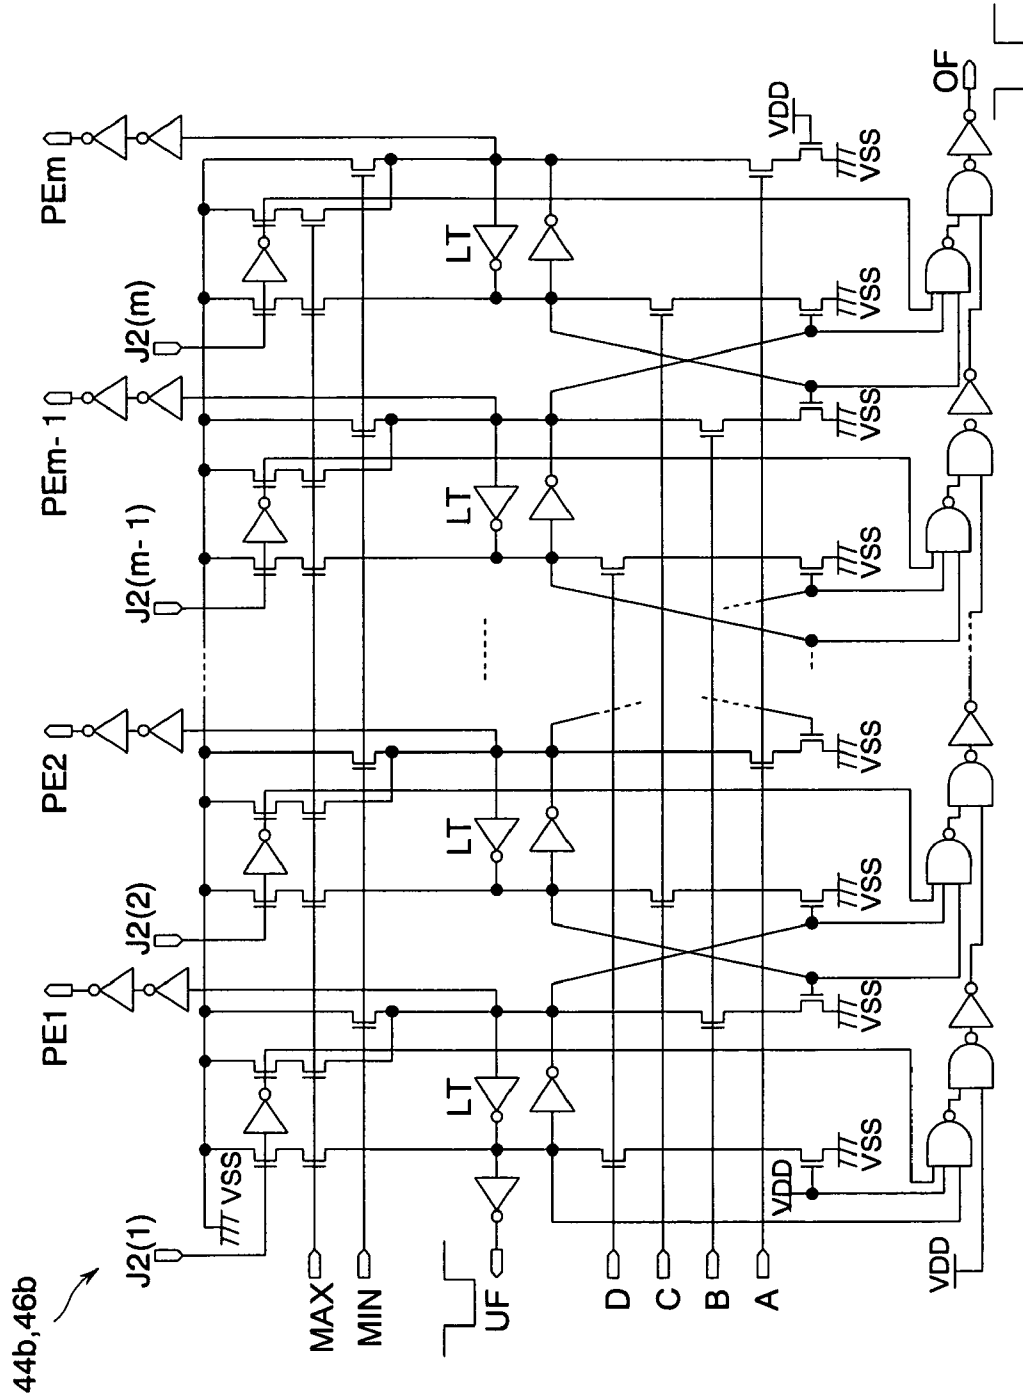 44b,46b
PE1
PE2
PEm-1
PEm
J2(1)
J2(2)
J2(m-1)
J2(m)
VSS
MAX
MIN
UF
LT
LT
LT
LT
D
C
B
A
VDD
VSS
VSS
VSS
VSS
VSS
VSS
VSS
VSS
VDD
VDD
OF